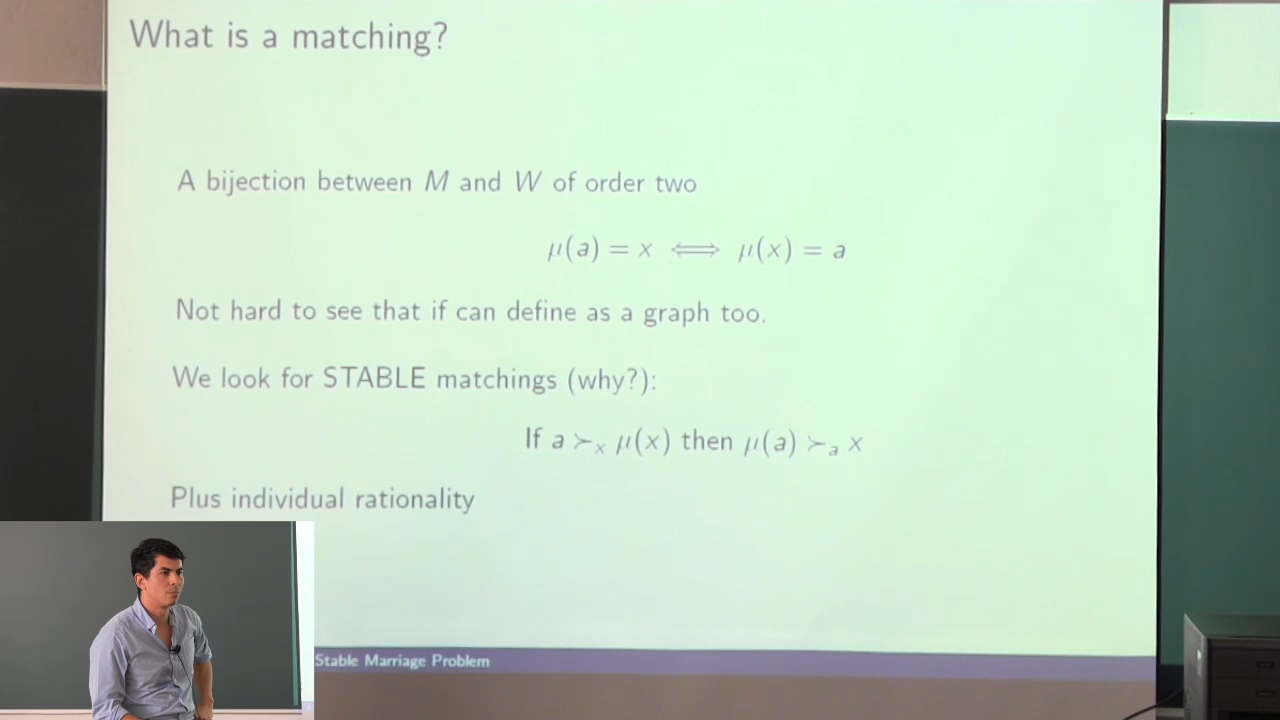 What is a matching?
A bijection between M and W of order two
μ(a) = x ⟺ μ(x) = a
Not hard to see that if can define as a graph too.
We look for STABLE matchings (why?):
If a ≻ₓ μ(x) then μ(a) ≻ₐ x
Plus individual rationality
Stable Marriage Problem